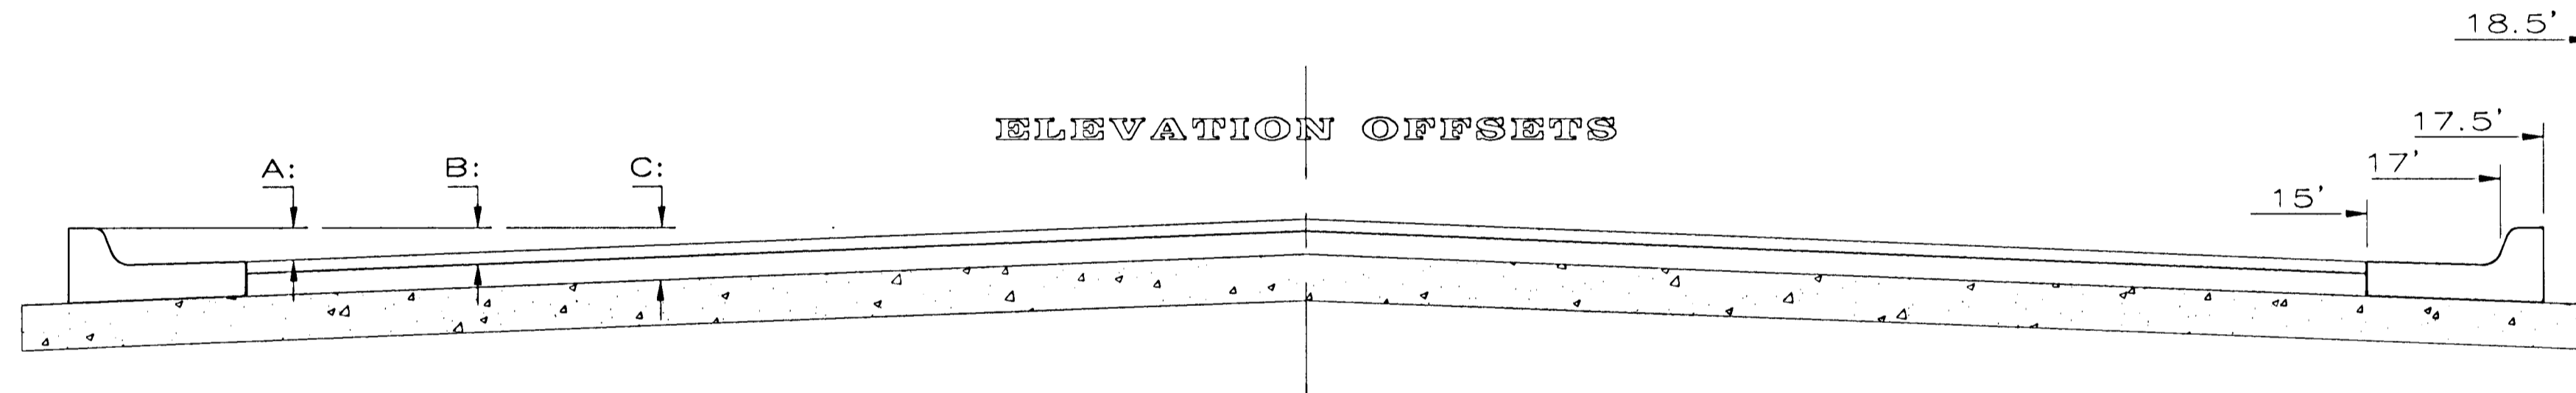 18.5'
ELEVATION OFFSETS
17.5'
A: B: C:
17'
15'